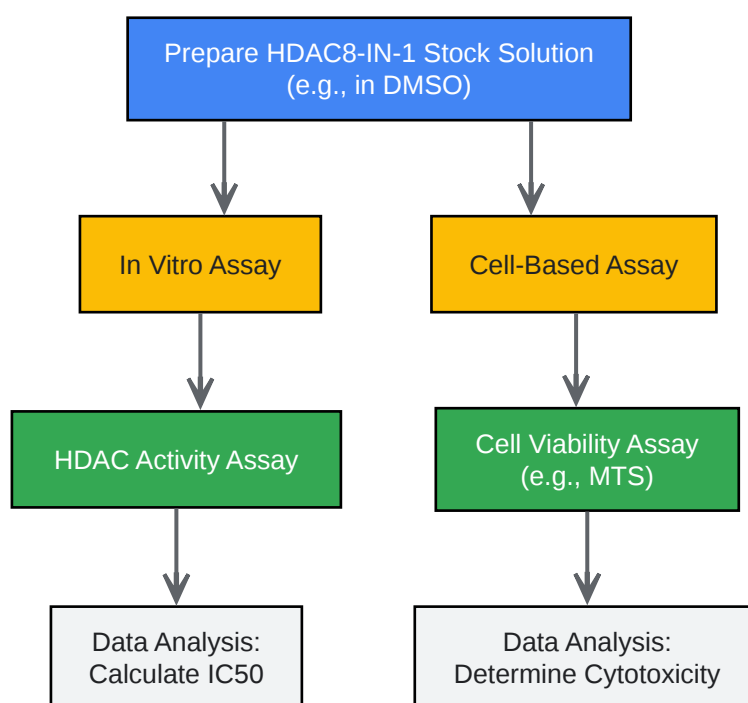 Prepare HDAC8-IN-1 Stock Solution
(e.g., in DMSO)
In Vitro Assay
Cell-Based Assay
HDAC Activity Assay
Cell Viability Assay
(e.g., MTS)
Data Analysis:
Calculate IC50
Data Analysis:
Determine Cytotoxicity